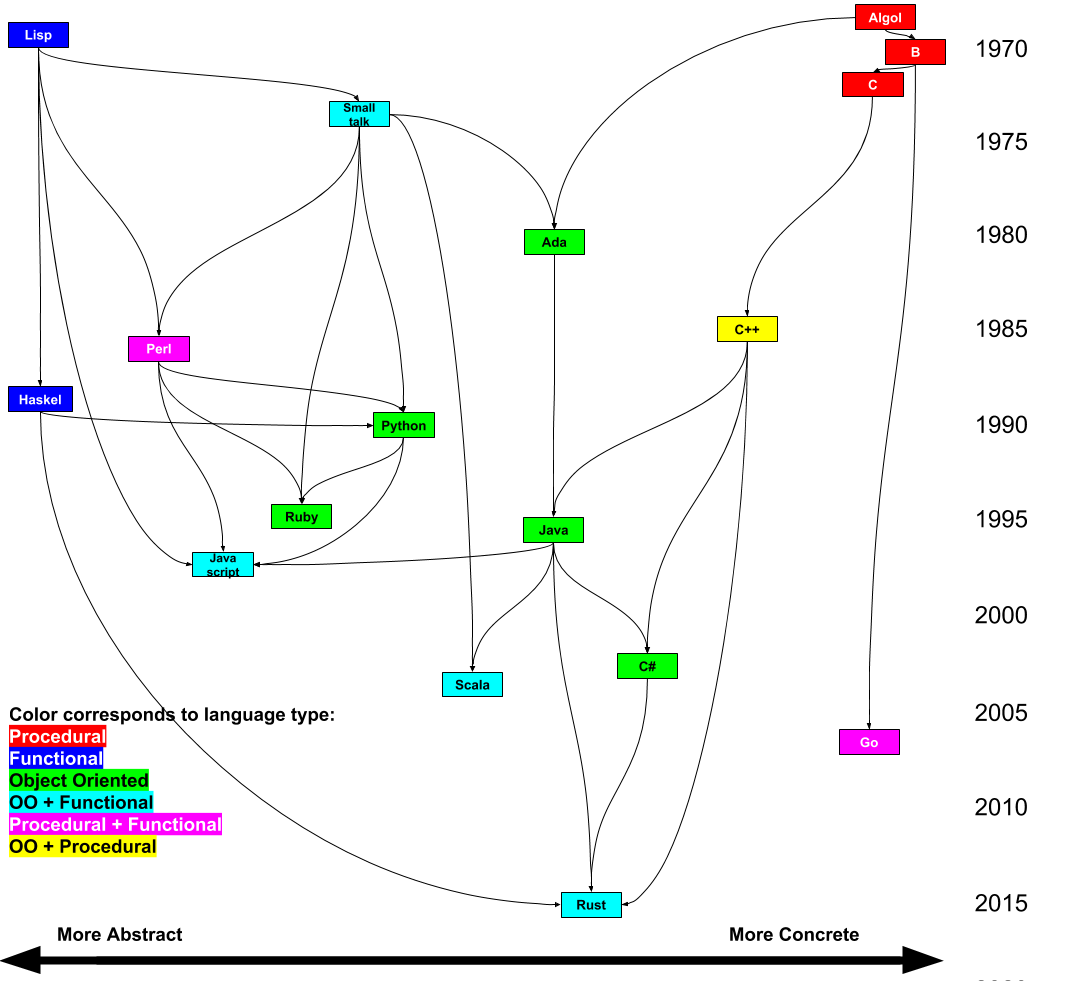 Algol
Lisp
B
1970
C
Small
talk
1975
Ada
1980
C++
1985
Perl
Haskel
Python
1990
Ruby
Java
1995
Java
script
2000
C#
Scala
Color corresponds to language type:
2005
Procedural
Go
Functional
Object Oriented
OO + Functional
2010
Procedural + Functional
OO + Procedural
Rust
2015
More Abstract
More Concrete